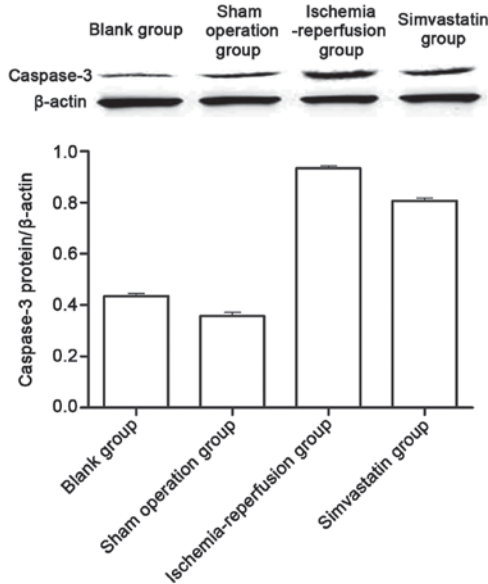 Blank group
Sham
operation
group
Ischemia
-reperfusion
group
Simvastatin
group
Caspase-3
β-actin
Caspase-3 protein/β-actin
1.0
0.8
0.6
0.4
0.2
0.0
Blank group
Sham operation group
Ischemia-reperfusion group
Simvastatin group